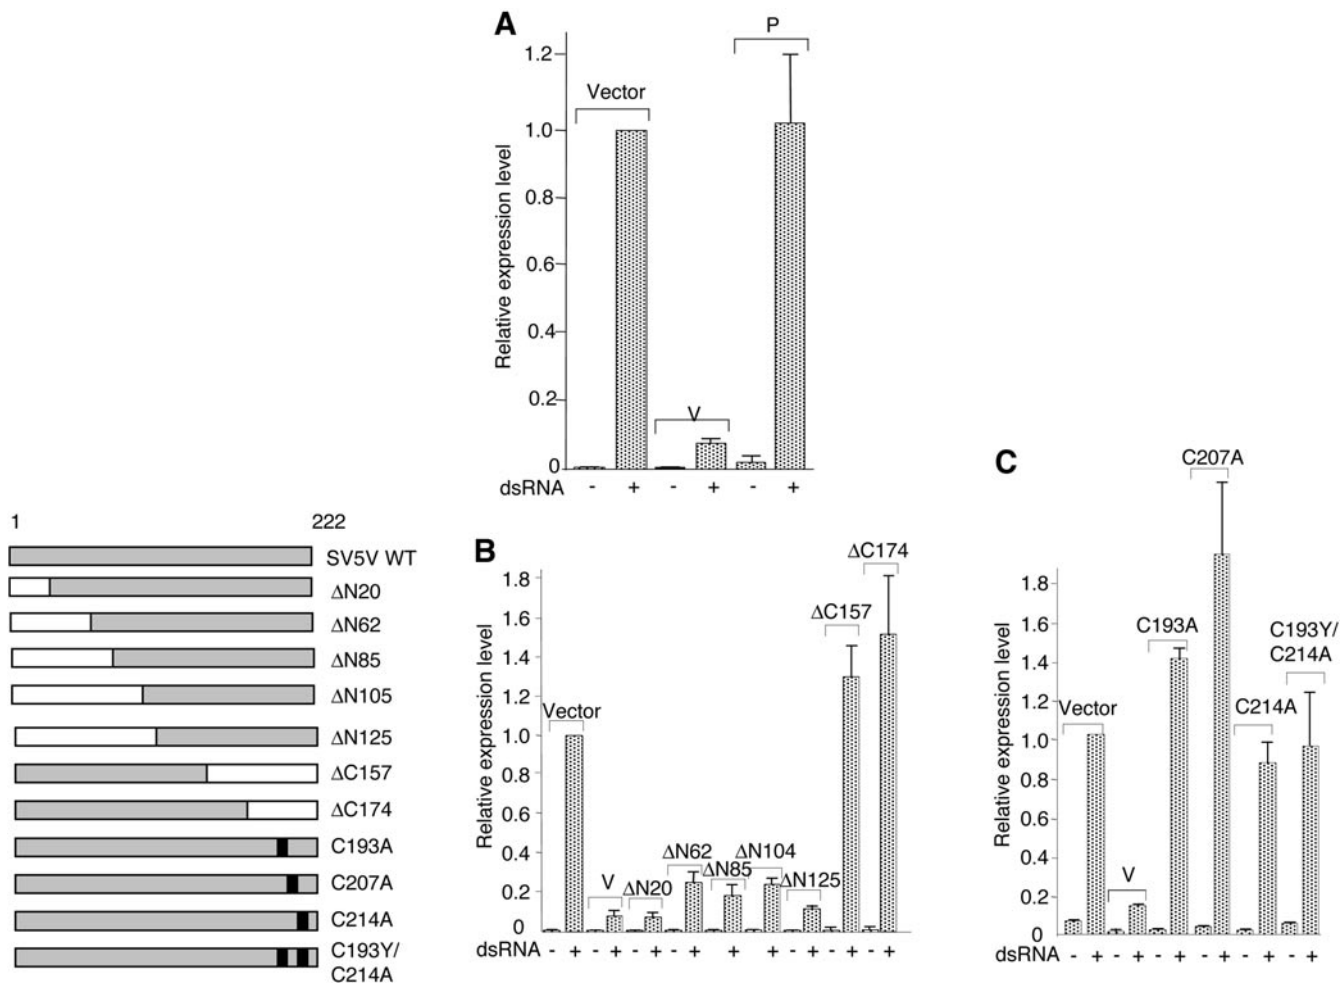 A
P
1.2
Vector
1.0
0.8
0.6
0.4
V
0.2
0
Relative expression level
dsRNA - + - + - +
1 222
SV5V WT
ΔN20
ΔN62
ΔN85
ΔN105
ΔN125
ΔC157
ΔC174
C193A
C207A
C214A
C193Y/
C214A
B
ΔC174
1.8
ΔC157
1.6
1.4
1.2
Vector
1.0
0.8
0.6
0.4
ΔN62 ΔN104
ΔN85
V ΔN20 ΔN125
0.2
0
Relative expression level
dsRNA - + - + - + - + - + - + - + - + - +
C
C207A
1.8
C193A
C193Y/
C214A
1.6
1.4
1.2
Vector
C214A
1.0
0.8
0.6
0.4
V
0.2
0
Relative expression level
dsRNA - + - + - + - + - + - +